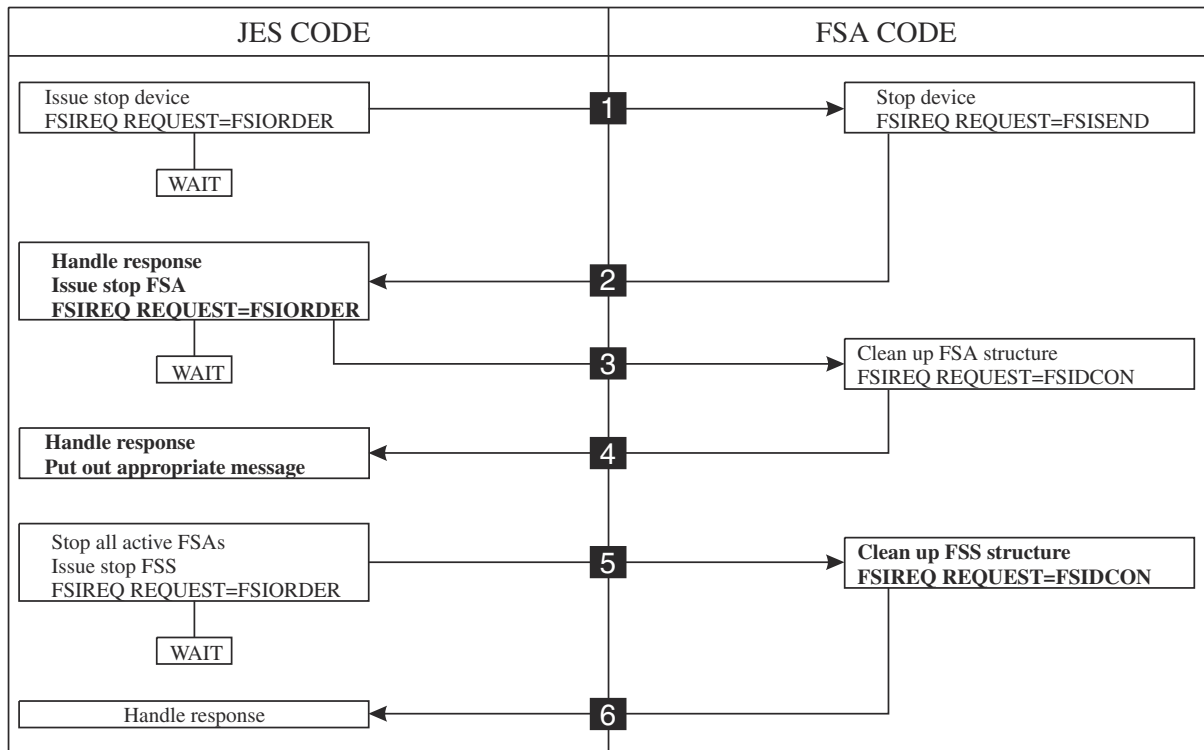 JES CODE
FSA CODE
Issue stop device
FSIREQ REQUEST=FSIORDER
1
Stop device
FSIREQ REQUEST=FSISEND
WAIT
Handle response
Issue stop FSA
FSIREQ REQUEST=FSIORDER
2
WAIT
3
Clean up FSA structure
FSIREQ REQUEST=FSIDCON
Handle response
Put out appropriate message
4
Stop all active FSAs
Issue stop FSS
FSIREQ REQUEST=FSIORDER
5
Clean up FSS structure
FSIREQ REQUEST=FSIDCON
WAIT
Handle response
6